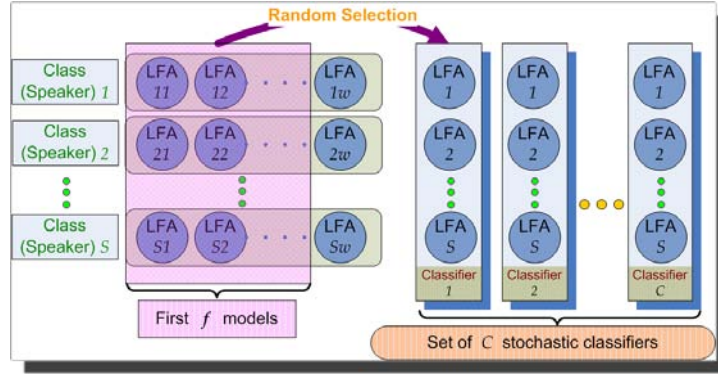 Random Selection
Class
(Speaker) 1
LFA
11
LFA
12
LFA
1w
Class
(Speaker) 2
LFA
21
LFA
22
LFA
2w
Class
(Speaker) S
LFA
S1
LFA
S2
LFA
Sw
First f models
LFA
1
LFA
2
LFA
S
Classifier
1
LFA
1
LFA
2
LFA
S
Classifier
2
LFA
1
LFA
2
LFA
S
Classifier
C
Set of C stochastic classifiers